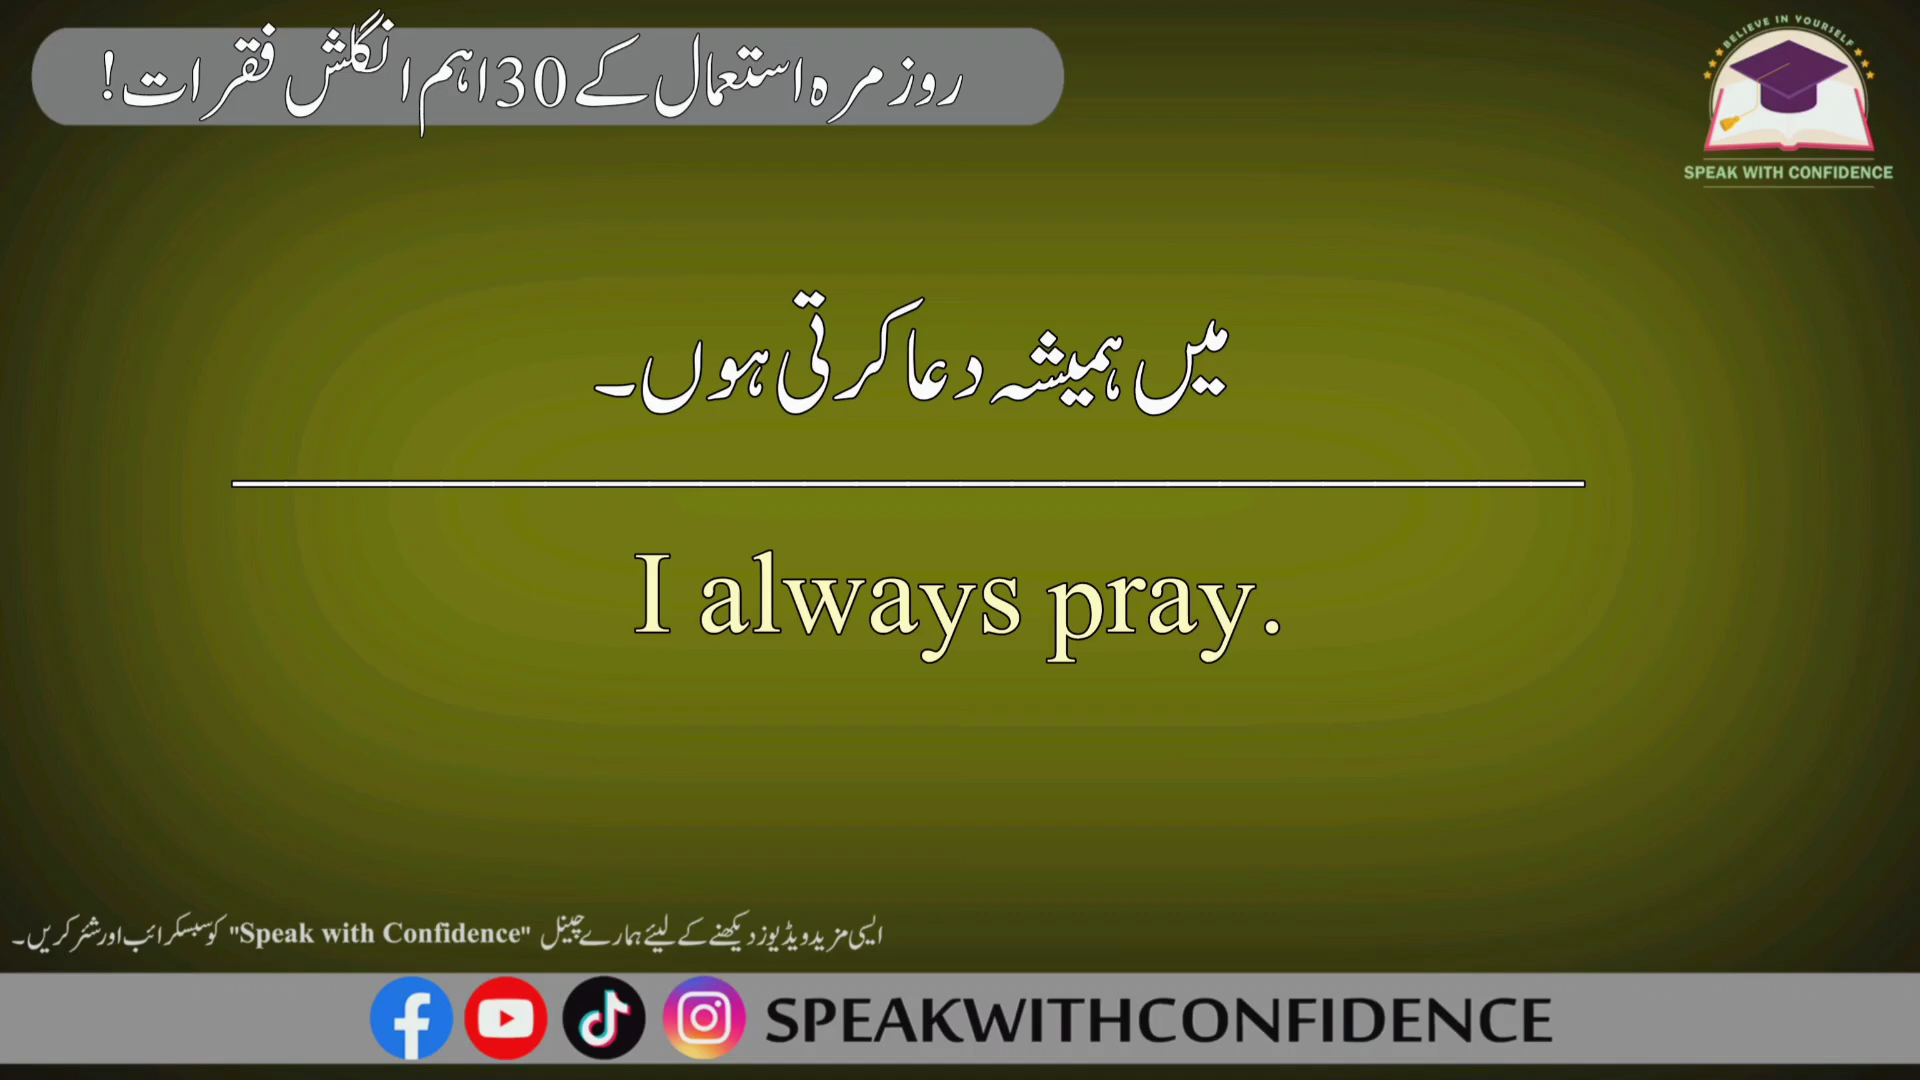 روزمرہ استعمال کے 30 اہم انگلش فقرات!
BELIEVE IN YOURSELF
SPEAK WITH CONFIDENCE
میں ہمیشہ دعا کرتی ہوں۔
I always pray.
ایسی مزید ویڈیوز دیکھنے کے لیئے ہمارے چینل "Speak with Confidence" کو سبسکرائب اور شئر کریں۔
SPEAKWITHCONFIDENCE